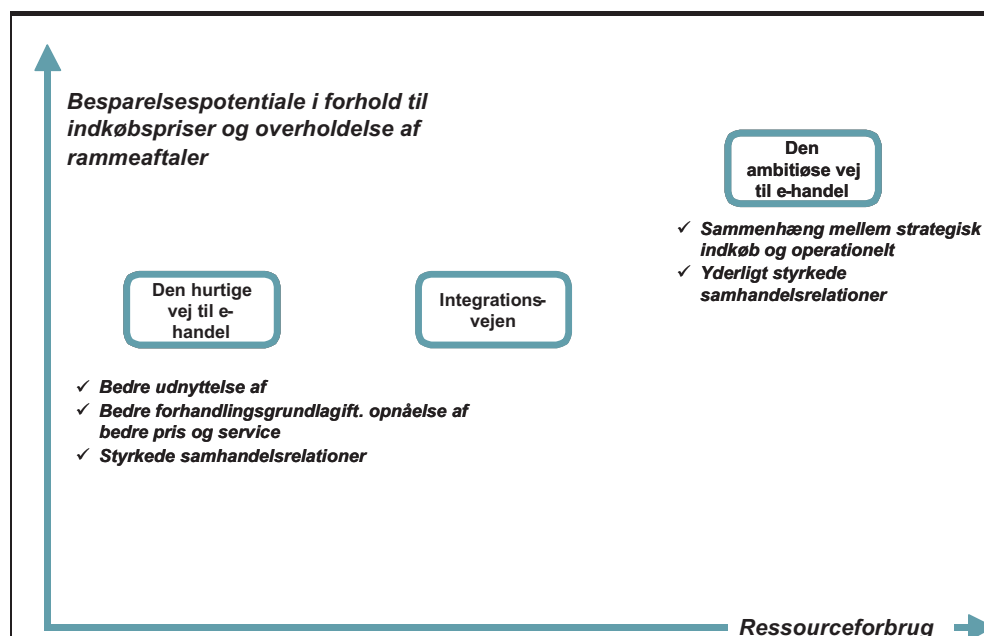 Besparelsespotentiale i forhold til
indkøbspriser og overholdelse af
rammeaftaler
Den
ambitiøse vej
til e-handel
✓ Sammenhæng mellem strategisk
indkøb og operationelt
✓ Yderligt styrkede
samhandelsrelationer
Den hurtige
vej til e-
handel
Integrations-
vejen
✓ Bedre udnyttelse af
✓ Bedre forhandlingsgrundlagift. opnåelse af
bedre pris og service
✓ Styrkede samhandelsrelationer
Ressourceforbrug